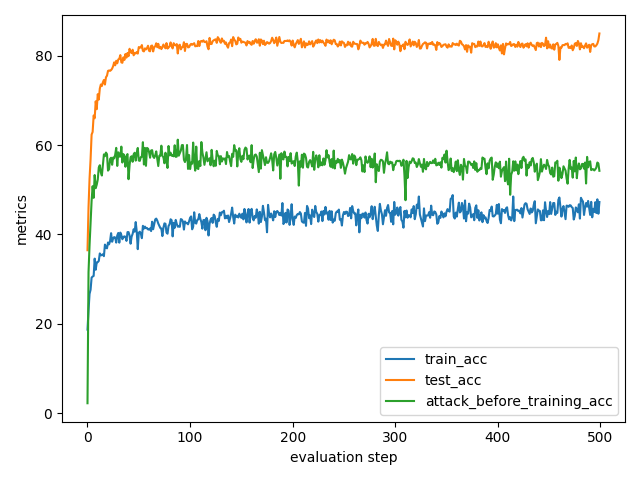 80
60
40
20
0
metrics
train_acc
test_acc
attack_before_training_acc
0 100 200 300 400 500
evaluation step